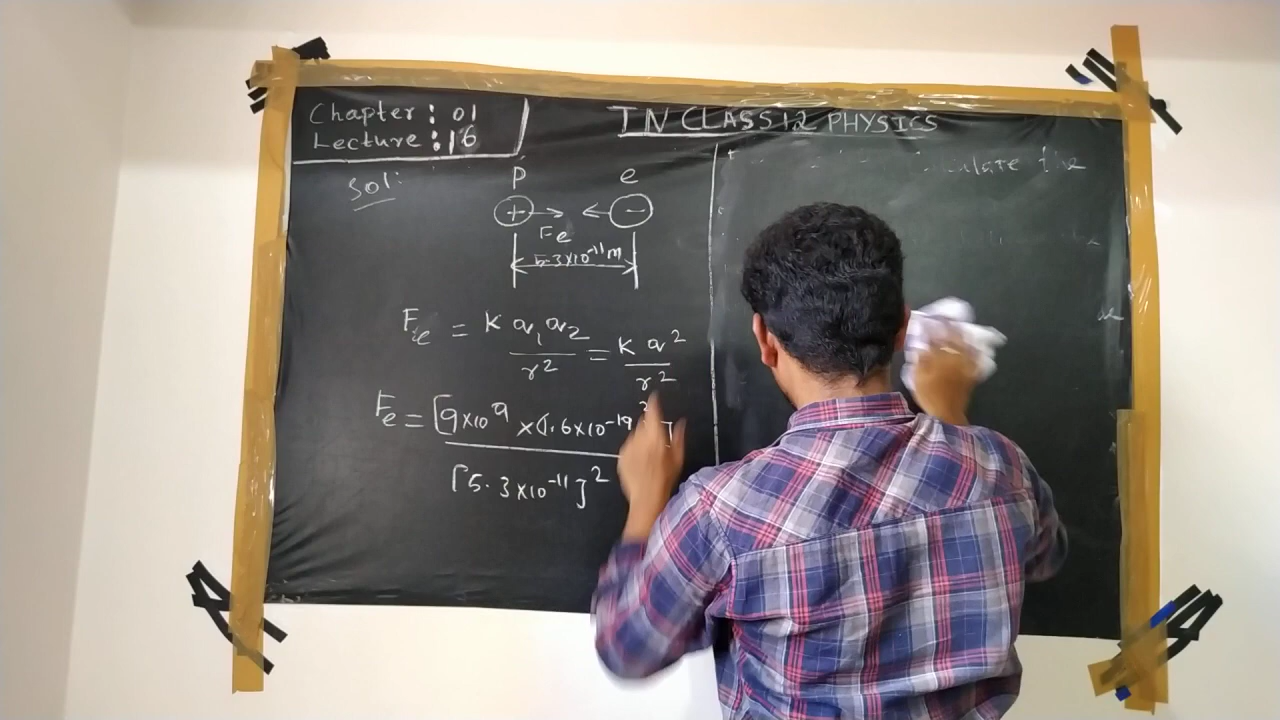 Chapter : 01
Lecture : 16
TN CLASS 12 PHYSICS
Sol:
P e
+ −
Fe
5.3×10⁻¹¹m
Fe = K q₁q₂ / r² = K q² / r²
Fe = [9×10⁹ × (1.6×10⁻¹⁹
[5.3×10⁻¹¹]²
the